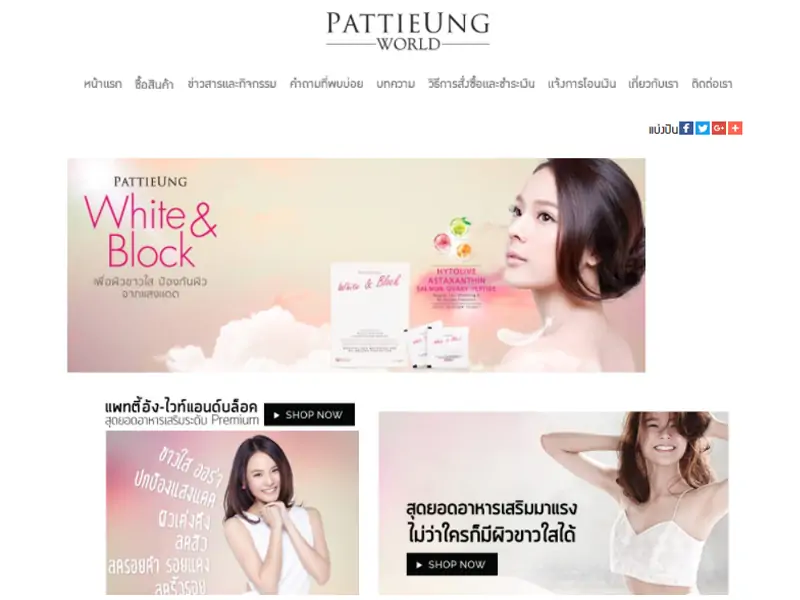 PATTIEUNG
WORLD
หน้าแรก ซื้อสินค้า ข่าวสารและกิจกรรม คำถามที่พบบ่อย บทความ วิธีการสั่งซื้อและชำระเงิน แจ้งการโอนเงิน เกี่ยวกับเรา ติดต่อเรา
แบ่งปัน
PATTIEUNG
White &
Block
เพื่อผิวขาวใส ป้องกันผิว
จากแสงแดด
White & Block
HYTOLIVE
ASTAXANTHIN
SALMON OVARY PEPTIDE
White & Block
แพทตี้อัง-ไวท์แอนด์บล็อค
สุดยอดอาหารเสริมระดับ Premium
SHOP NOW
ขาวใส ออร่า
ปกป้องแสงแดด
ผิวเต่งตึง
ลดสิว
ลดรอยดำ รอยแดง
ลดริ้วรอย
สุดยอดอาหารเสริมมาแรง
ไม่ว่าใครก็มีผิวขาวใสได้
SHOP NOW